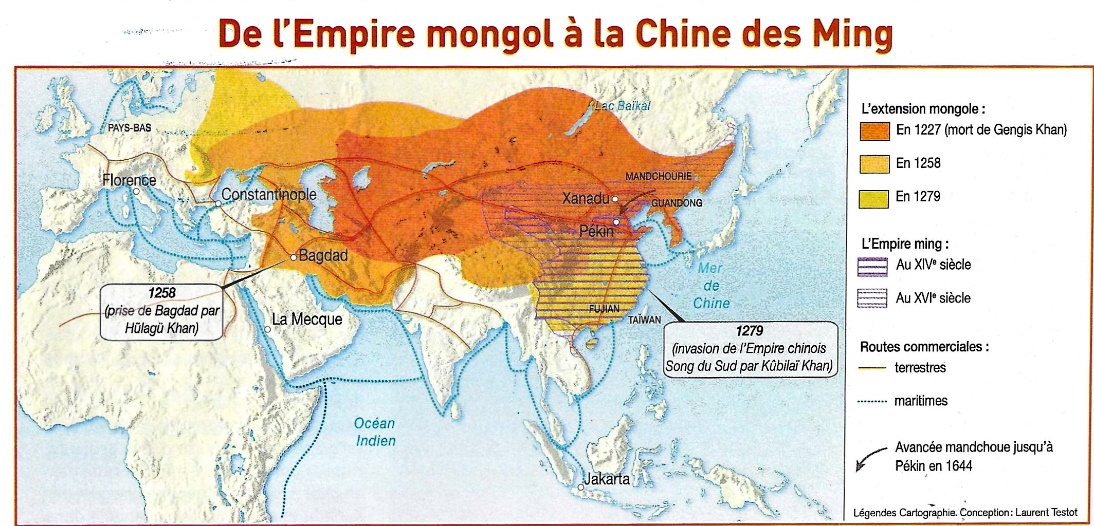 De l'Empire mongol à la Chine des Ming
Lac Baïkal
PAYS-BAS
MANDCHOURIE
Florence
Constantinople
Xanadu
GUANDONG
Pékin
Bagdad
Mer
de
Chine
1258
(prise de Bagdad par
Hülagü Khan)
La Mecque
FUJIAN
TAÏWAN
1279
(invasion de l'Empire chinois
Song du Sud par Kûbilaï Khan)
Océan
Indien
Jakarta
L'extension mongole :
En 1227 (mort de Gengis Khan)
En 1258
En 1279
L'Empire ming :
Au XIVe siècle
Au XVIe siècle
Routes commerciales :
terrestres
maritimes
Avancée mandchoue jusqu'à
Pékin en 1644
Légendes Cartographie. Conception : Laurent Testot